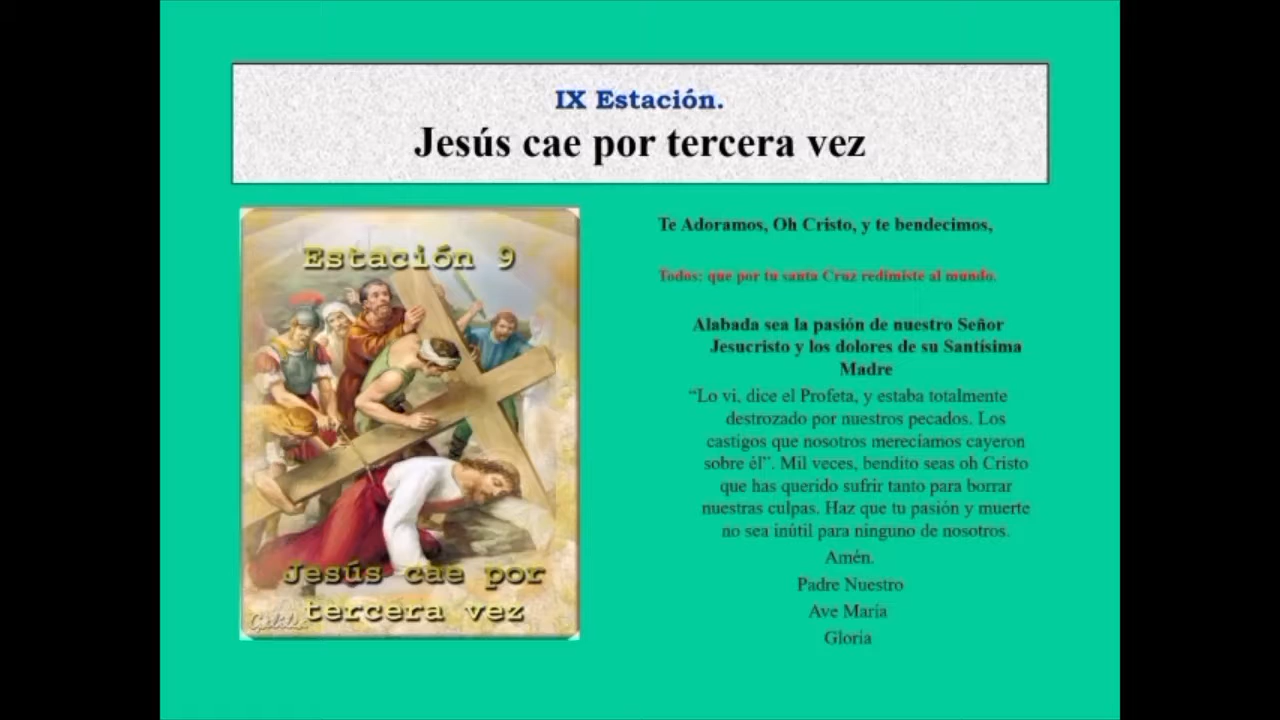 IX Estación.
Jesús cae por tercera vez
Estación 9
Jesús cae por
tercera vez
Te Adoramos, Oh Cristo, y te bendecimos,
Todos: que por tu santa Cruz redimiste al mundo.
Alabada sea la pasión de nuestro Señor
Jesucristo y los dolores de su Santísima
Madre
“Lo vi, dice el Profeta, y estaba totalmente
destrozado por nuestros pecados. Los
castigos que nosotros merecíamos cayeron
sobre él”. Mil veces, bendito seas oh Cristo
que has querido sufrir tanto para borrar
nuestras culpas. Haz que tu pasión y muerte
no sea inútil para ninguno de nosotros.
Amén.
Padre Nuestro
Ave María
Gloria